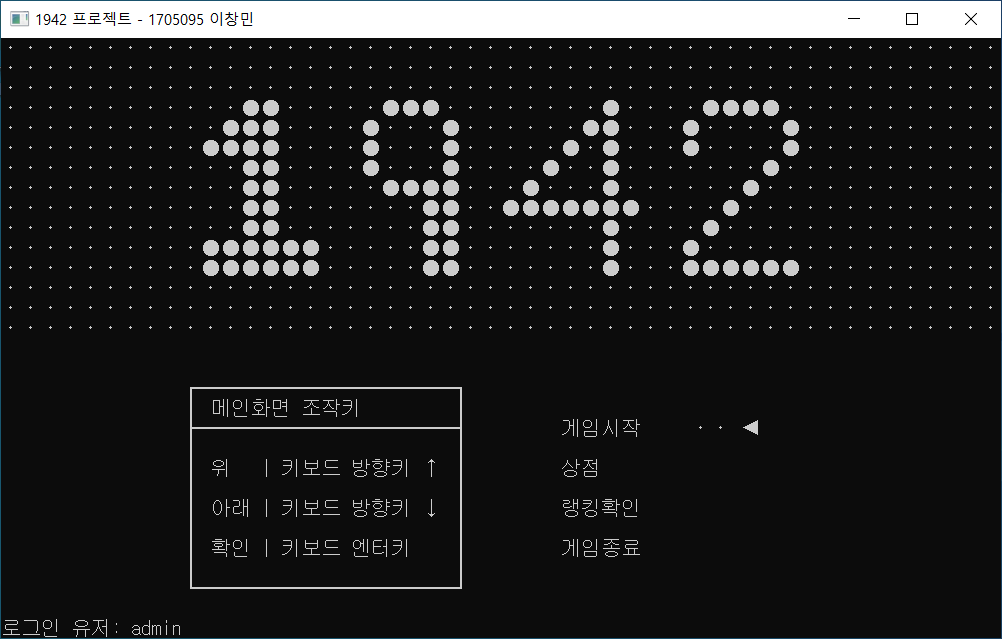 1942 프로젝트 - 1705095 이창민
1942
메인화면 조작키
위 | 키보드 방향키 ↑
아래 | 키보드 방향키 ↓
확인 | 키보드 엔터키
게임시작 · · ◀
상점
랭킹확인
게임종료
로그인 유저: admin